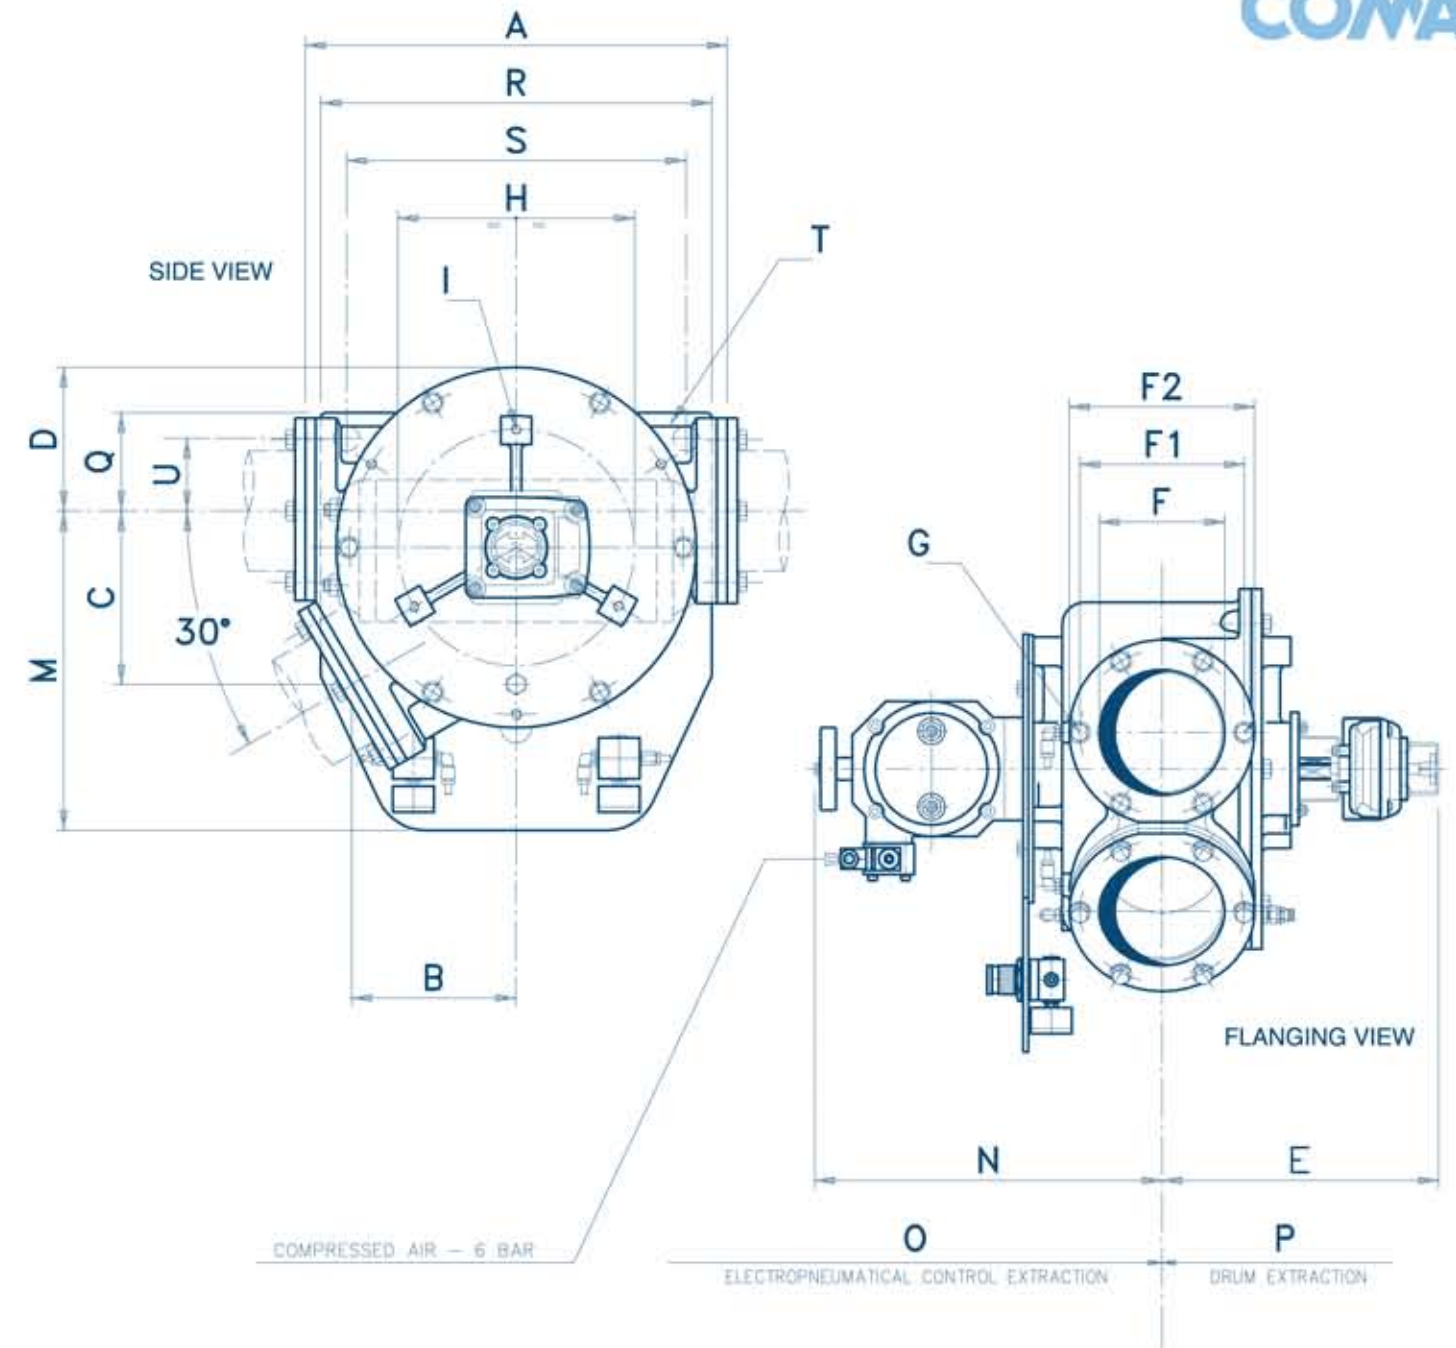 COMA
A
R
S
H
T
SIDE VIEW
I
F2
D
Q
U
F1
F
G
C
30°
M
B
FLANGING VIEW
N
E
O
P
COMPRESSED AIR – 6 BAR
ELECTROPNEUMATICAL CONTROL EXTRACTION
DRUM EXTRACTION